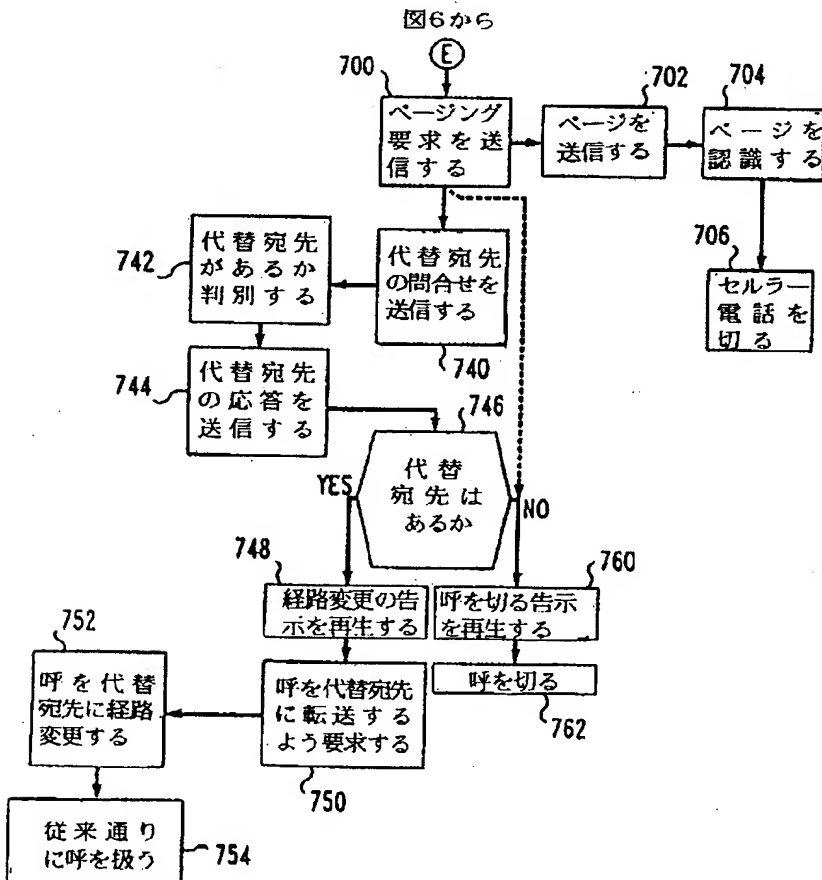 図6から
E
700
ページング
要求を送
信する
702
ページを
送信する
704
ページを
認識する
706
セルラー
電話を
切る
742
代替宛先
があるか
判別する
代替宛先
の問合せを
送信する
740
744
代替宛先
の応答を
送信する
746
代替
宛先は
あるか
YES
NO
748
経路変更の告
示を再生する
760
呼を切る告示
を再生する
752
呼を代替
宛先に経路
変更する
呼を代替宛先
に転送する
よう要求する
750
呼を切る
762
従来通り
に呼を扱う
754